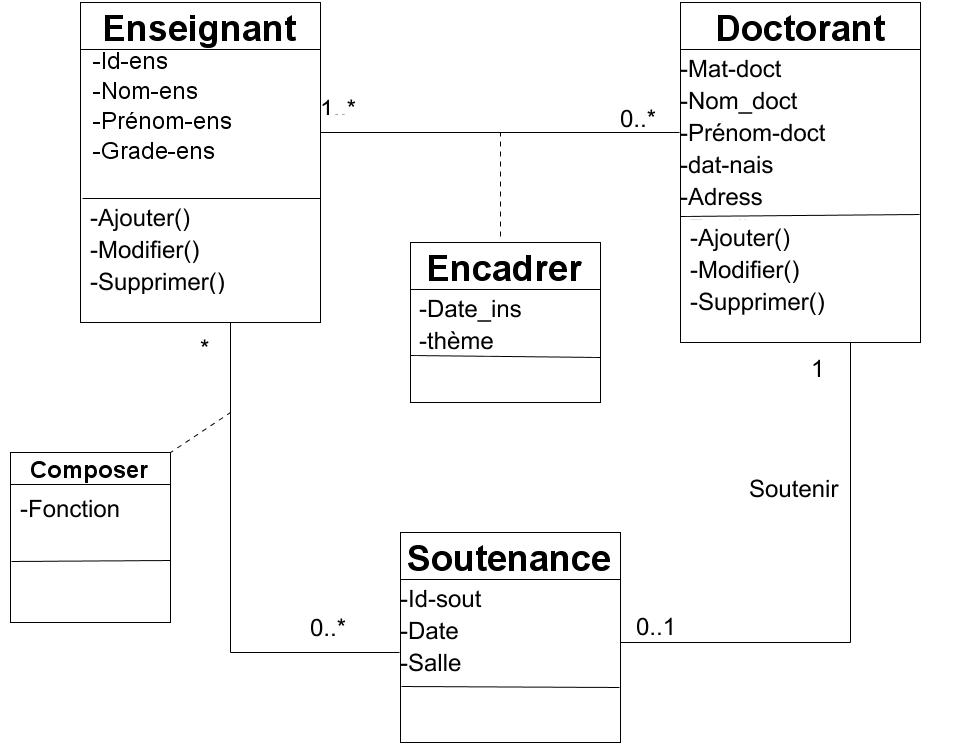 Enseignant
-Id-ens
-Nom-ens
-Prénom-ens
-Grade-ens
-Ajouter()
-Modifier()
-Supprimer()
1..*
0..*
Doctorant
-Mat-doct
-Nom_doct
-Prénom-doct
-dat-nais
-Adress
-Ajouter()
-Modifier()
-Supprimer()
Encadrer
-Date_ins
-thème
*
1
Composer
-Fonction
Soutenir
Soutenance
-Id-sout
-Date
-Salle
0..*
0..1